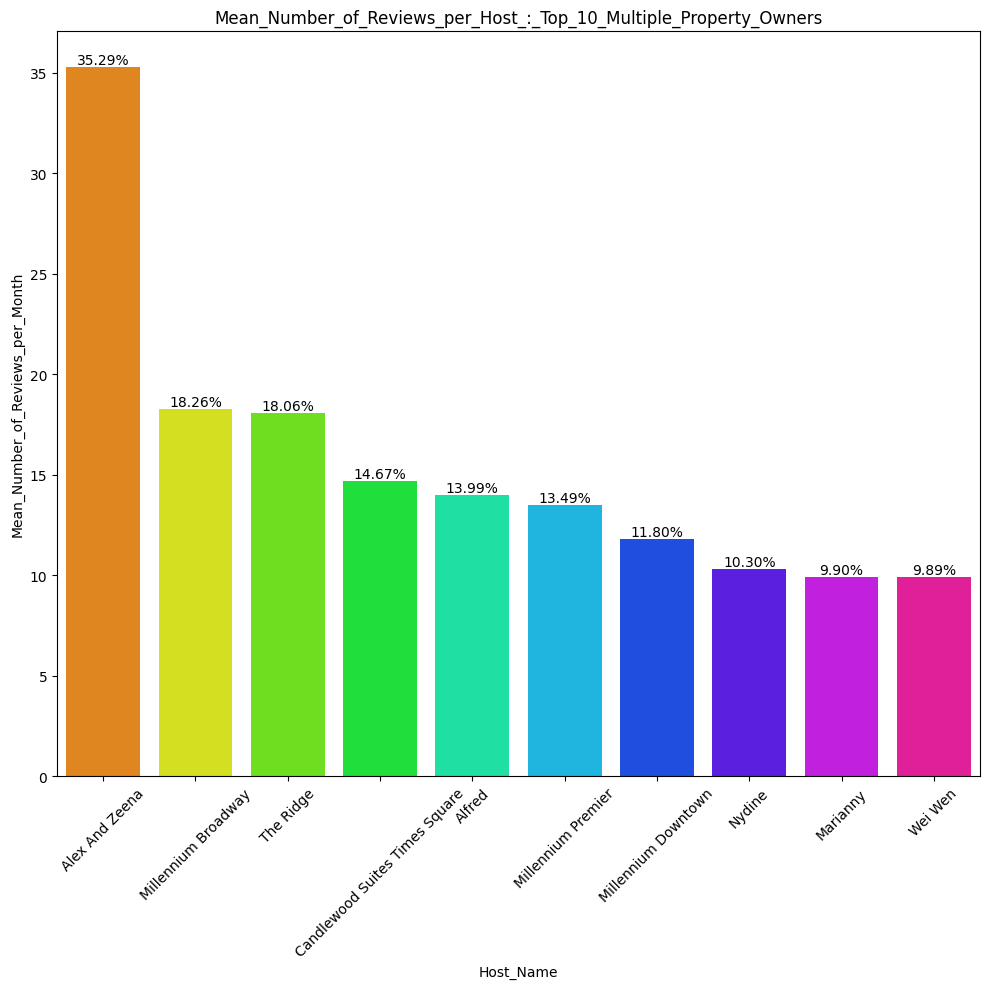 Mean_Number_of_Reviews_per_Host_:_Top_10_Multiple_Property_Owners
Mean_Number_of_Reviews_per_Month
35
30
25
20
15
10
5
0
35.29%
18.26%
18.06%
14.67%
13.99%
13.49%
11.80%
10.30%
9.90%
9.89%
Alex And Zeena
Millennium Broadway
The Ridge
Candlewood Suites Times Square
Alfred
Millennium Premier
Millennium Downtown
Nydine
Marianny
Wei Wen
Host_Name